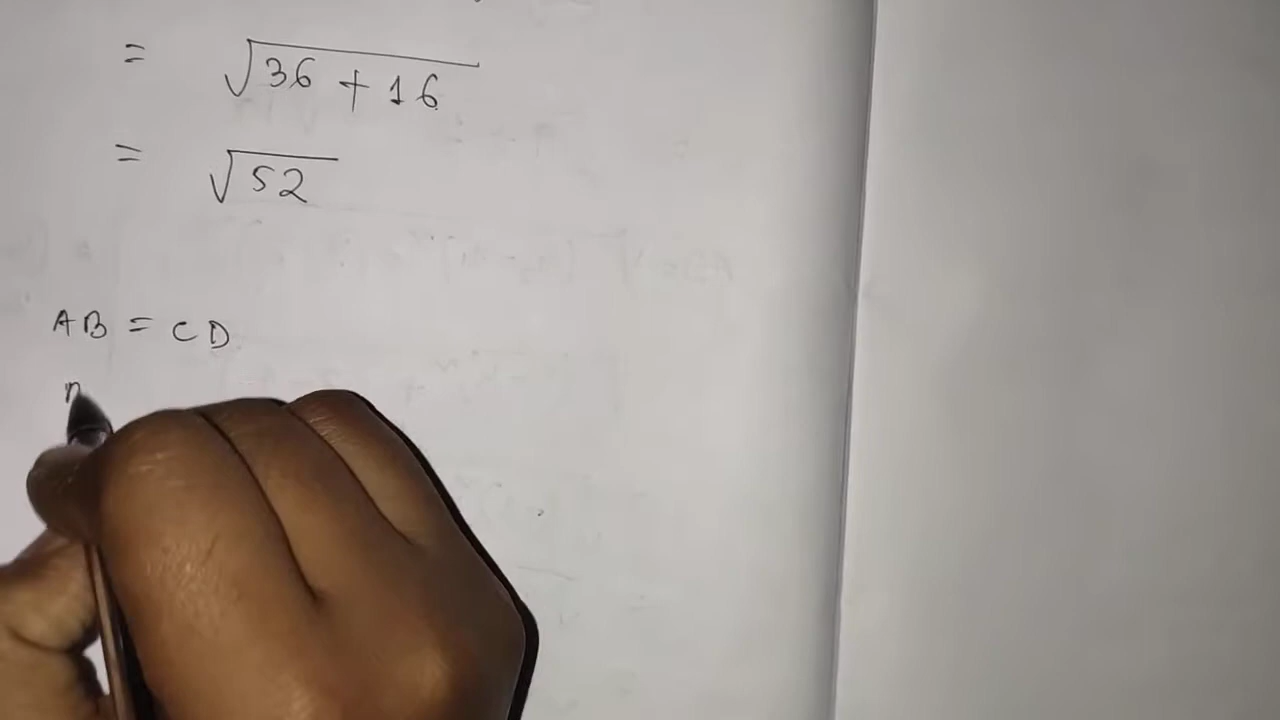 = √36 + 16
= √52
AB = CD